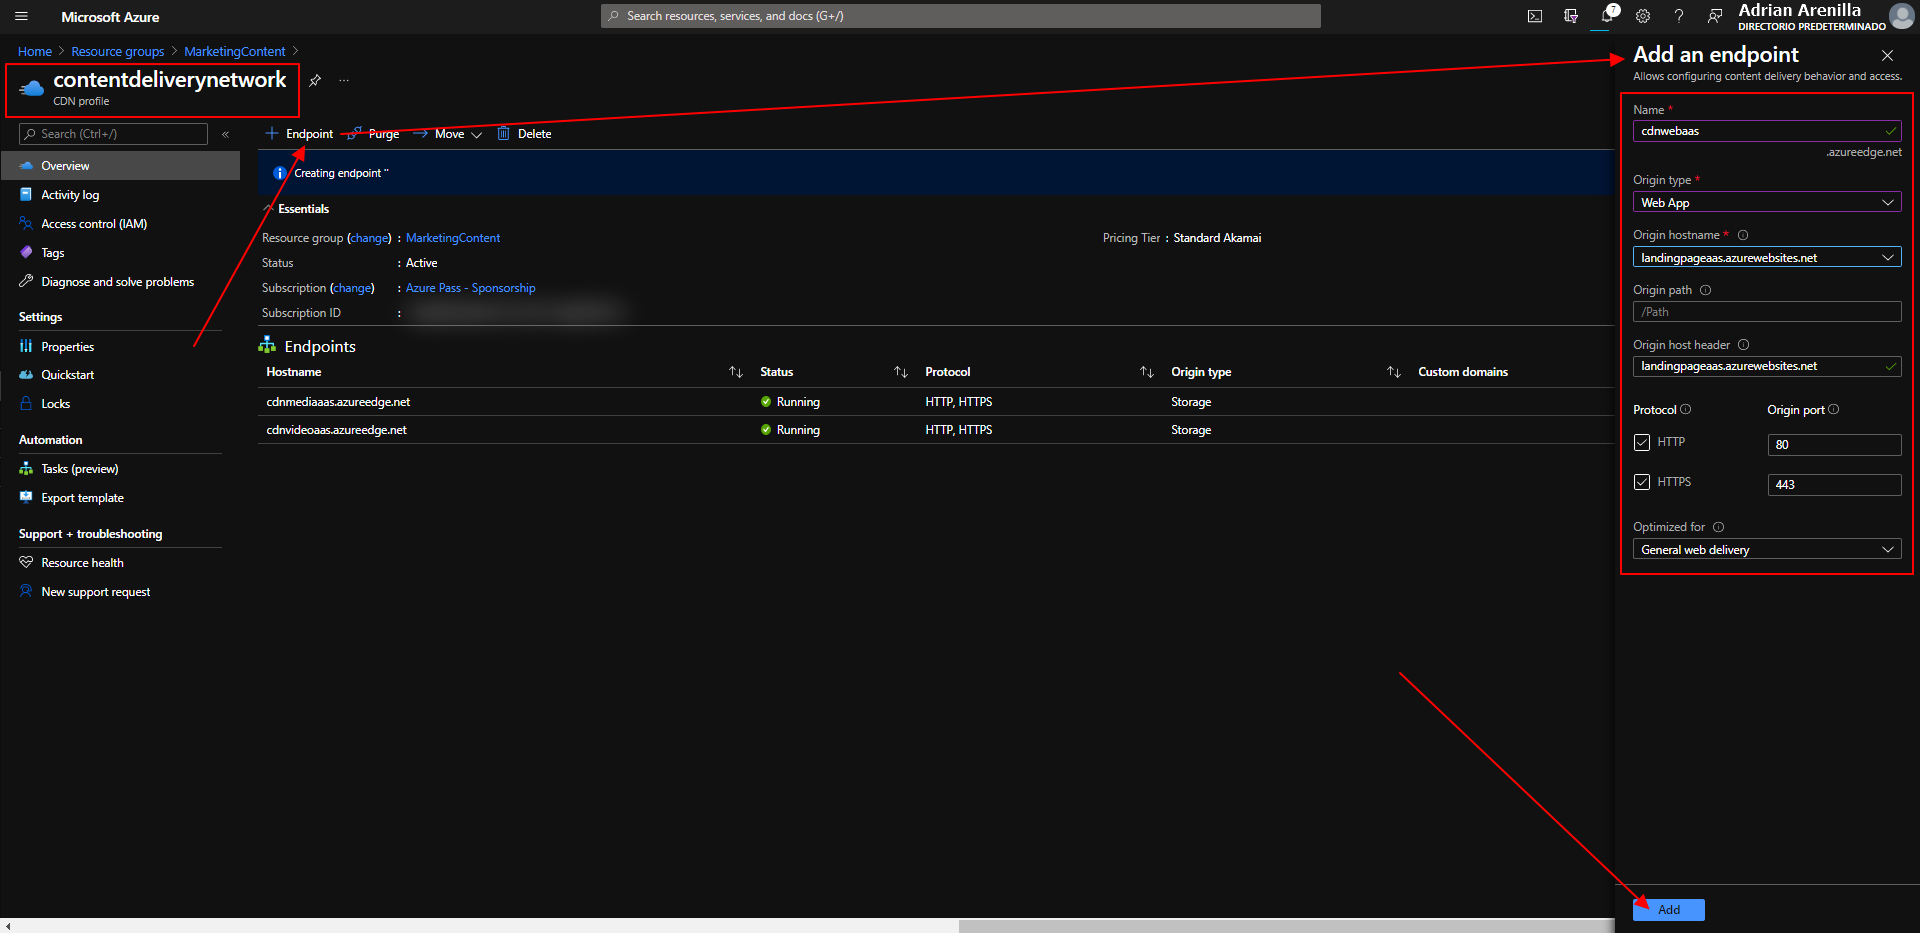 Microsoft Azure
Search resources, services, and docs (G+/)
7
Adrian Arenilla
DIRECTORIO PREDETERMINADO
Home > Resource groups > MarketingContent >
contentdeliverynetwork
CDN profile
Search (Ctrl+/)
Overview
Activity log
Access control (IAM)
Tags
Diagnose and solve problems
Settings
Properties
Quickstart
Locks
Automation
Tasks (preview)
Export template
Support + troubleshooting
Resource health
New support request
Endpoint Purge Move Delete
Creating endpoint ''
Essentials
Resource group (change) : MarketingContent
Status : Active
Subscription (change) : Azure Pass - Sponsorship
Subscription ID :
Pricing Tier : Standard Akamai
Endpoints
Hostname Status Protocol Origin type Custom domains
cdnmediaaas.azureedge.net Running HTTP, HTTPS Storage
cdnvideoaas.azureedge.net Running HTTP, HTTPS Storage
Add an endpoint
Allows configuring content delivery behavior and access.
Name *
cdnwebaas
.azureedge.net
Origin type *
Web App
Origin hostname *
landingpageaas.azurewebsites.net
Origin path
/Path
Origin host header
landingpageaas.azurewebsites.net
Protocol Origin port
HTTP 80
HTTPS 443
Optimized for
General web delivery
Add